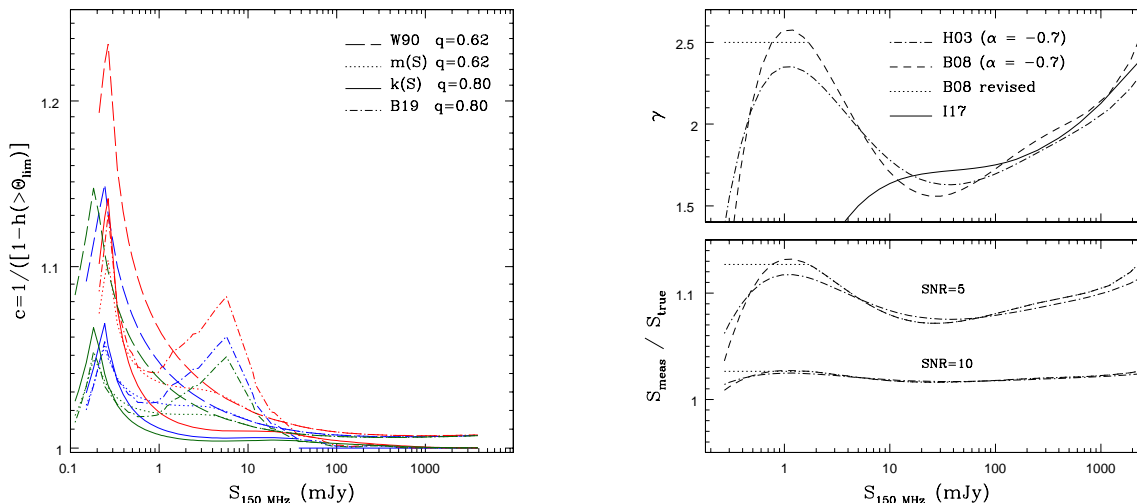 c=1/([1-h(>Θlim)]
1.2
1.1
1
W90 q=0.62
m(S) q=0.62
k(S) q=0.80
B19 q=0.80
0.1 1 10 100 1000
S150 MHz (mJy)
γ
2.5
2
1.5
H03 (α = -0.7)
B08 (α = -0.7)
B08 revised
I17
Smeas / Strue
1.1
1
SNR=5
SNR=10
1 10 100 1000
S150 MHz (mJy)